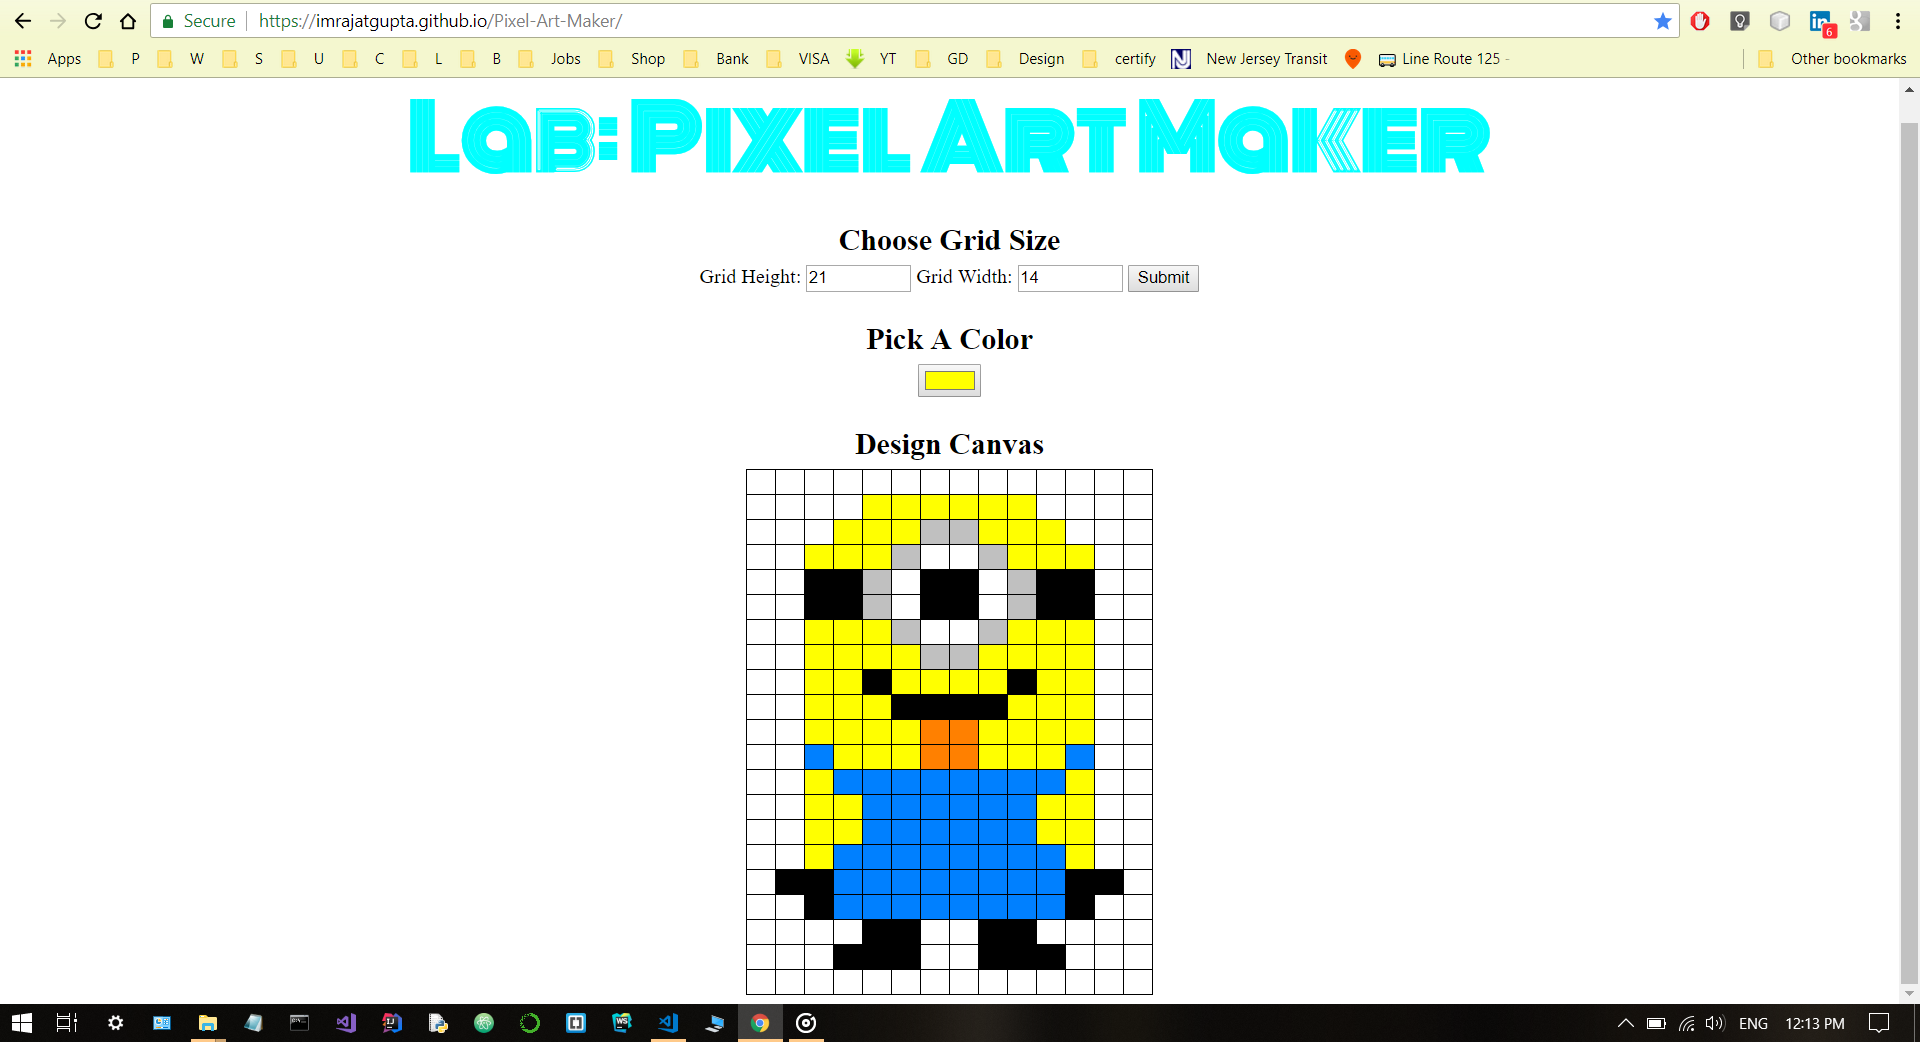 Secure https://imrajatgupta.github.io/Pixel-Art-Maker/
6
Apps P W S U C L B Jobs Shop Bank VISA YT GD Design certify New Jersey Transit Line Route 125 - Other bookmarks
Lab: Pixel Art Maker
Choose Grid Size
Grid Height: 21 Grid Width: 14 Submit
Pick A Color
Design Canvas
ENG 12:13 PM